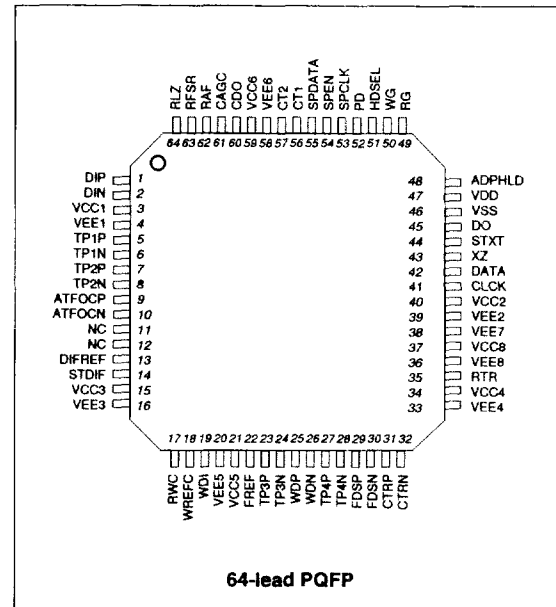 RLZ RFSR RAF CAGC CDO VCC6 VEE6 CT2 CT1 SPDATA SPEN SPCLK PD HDSEL WG RG
64 63 62 61 60 59 58 57 56 55 54 53 52 51 50 49
DIP 1
DIN 2
VCC1 3
VEE1 4
TP1P 5
TP1N 6
TP2P 7
TP2N 8
ATFOCP 9
ATFOCN 10
NC 11
NC 12
DIFREF 13
STDIF 14
VCC3 15
VEE3 16
48 ADPHLD
47 VDD
46 VSS
45 DO
44 STXT
43 XZ
42 DATA
41 CLCK
40 VCC2
39 VEE2
38 VEE7
37 VCC8
36 VEE8
35 RTR
34 VCC4
33 VEE4
17 18 19 20 21 22 23 24 25 26 27 28 29 30 31 32
RWC WREFC WDI VEE5 VCC5 FREF TP3P TP3N WDP WDN TP4P TP4N FDSP FDSN CTRP CTRN
64-lead PQFP